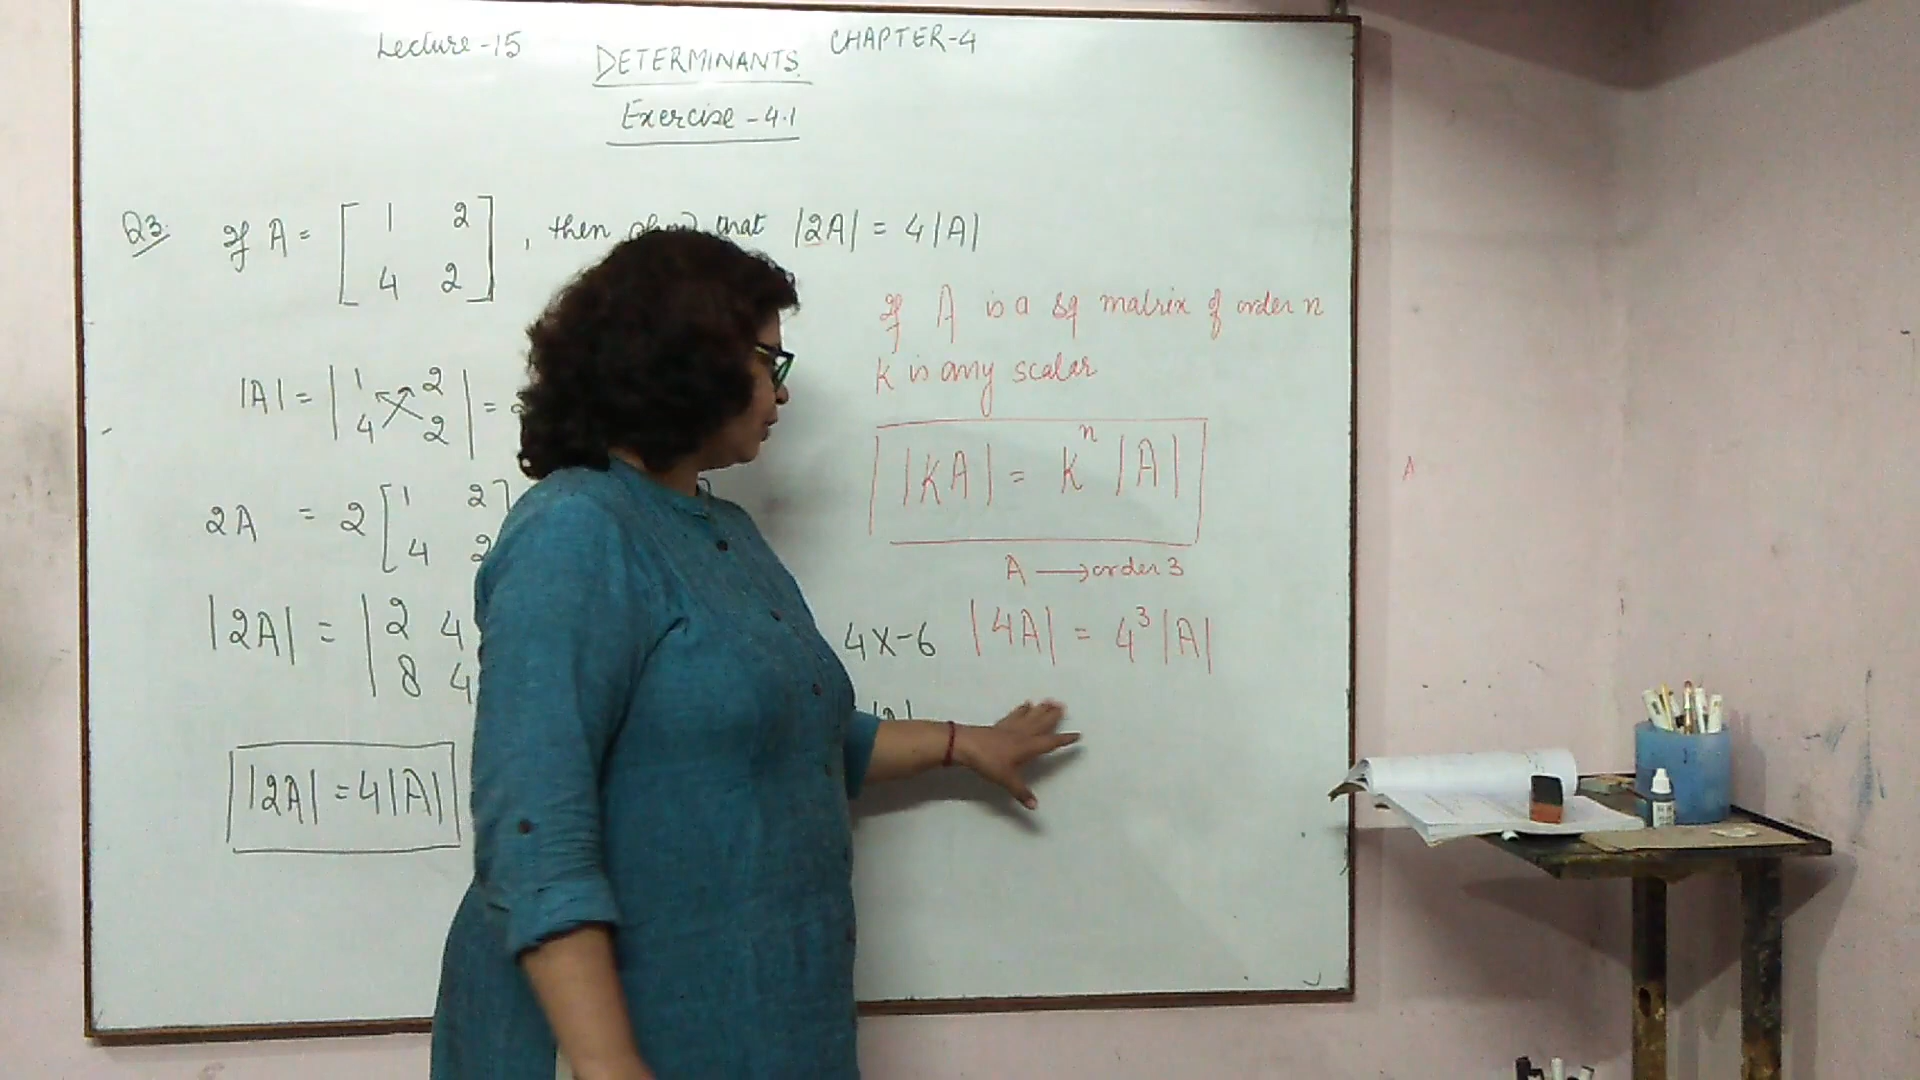 Lecture-15 DETERMINANTS CHAPTER-4
Exercise-4.1
Q3. If A = [ 1 2 , then that |2A| = 4|A|
4 2 ]
If A is a sq matrix of order n
K is any scalar
|A| = | 1 2
4 2 | =
|KA| = K^n |A|
2A = 2 [ 1 2
4 2
A → order 3
|2A| = | 2 4
8 4
4x-6 |4A| = 4³|A|
|A|
|2A| = 4|A|